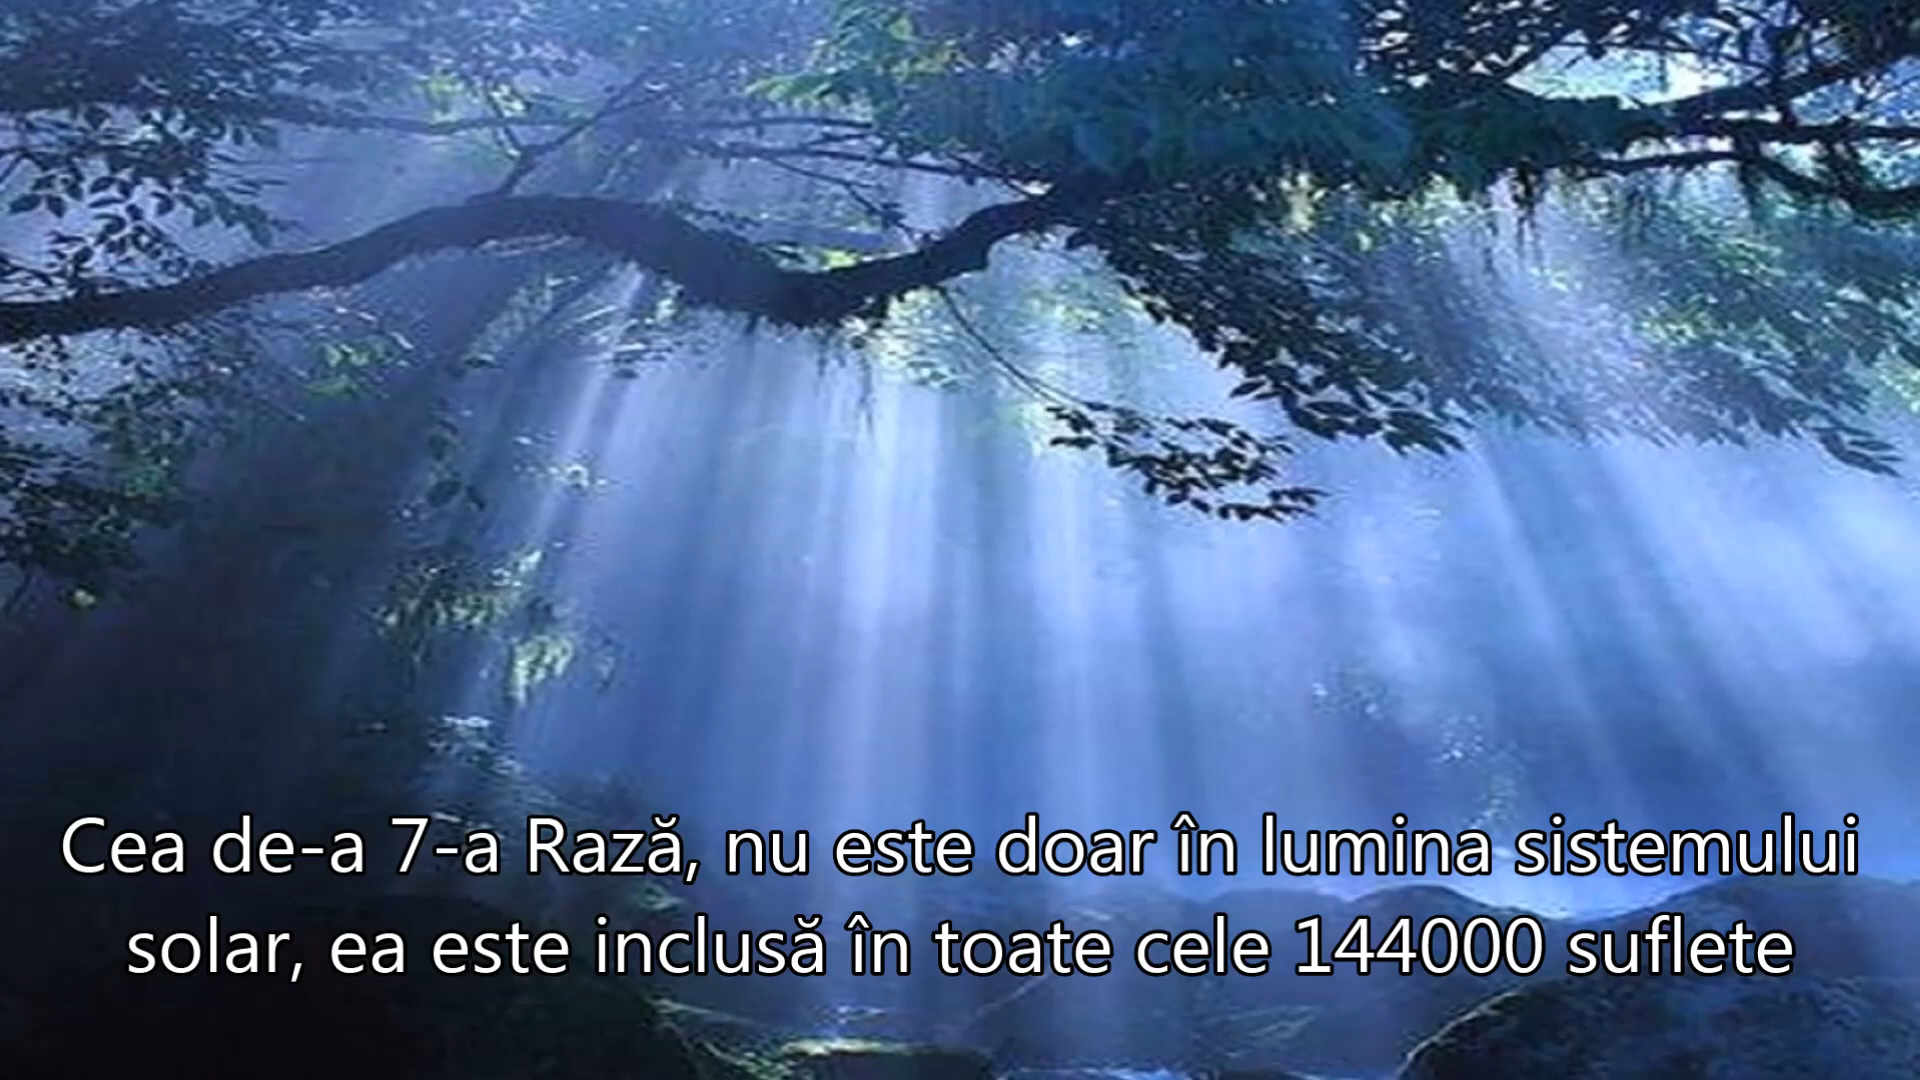 Cea de-a 7-a Rază, nu este doar în lumina sistemului
solar, ea este inclusă în toate cele 144000 suflete